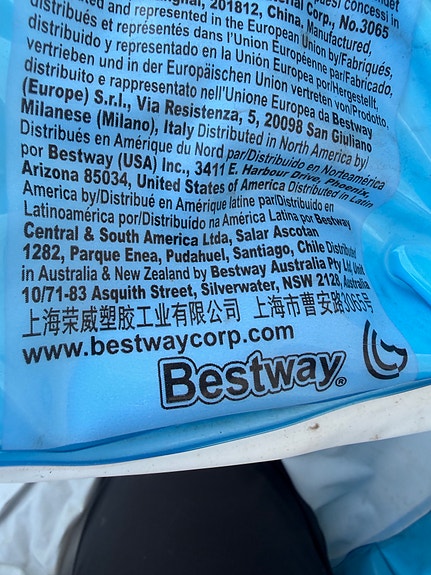 concessi in
201812, China, Manufactured,
and represented in the European Union by/Fabriqués,
distribués et représentés dans l'Union Européenne par/Fabricado,
distribuido y representado en la Unión Europea por/Hergestellt,
vertrieben und in der Europäischen Union vertreten von/Prodotto,
distribuito e rappresentato nell'Unione Europea da Bestway
(Europe) S.r.l., Via Resistenza, 5, 20098 San Giuliano
Milanese (Milano), Italy Distributed in North America by/
Distribués en Amérique du Nord par/Distribuido en Norteamérica
por Bestway (USA) Inc., 3411 E. Harbour Drive, Phoenix,
Arizona 85034, United States of America Distributed in Latin
America by/Distribué en Amérique latine par/Distribuido en
Latinoamérica por/Distribuído na América Latina por Bestway
Central & South America Ltda, Salar Ascotan
1282, Parque Enea, Pudahuel, Santiago, Chile Distributed
in Australia & New Zealand by Bestway Australia Pty Ltd, Unit
10/71-83 Asquith Street, Silverwater, NSW 2128, Australia
上海荣威塑胶工业有限公司 上海市曹安路3065号
www.bestwaycorp.com
Bestway®